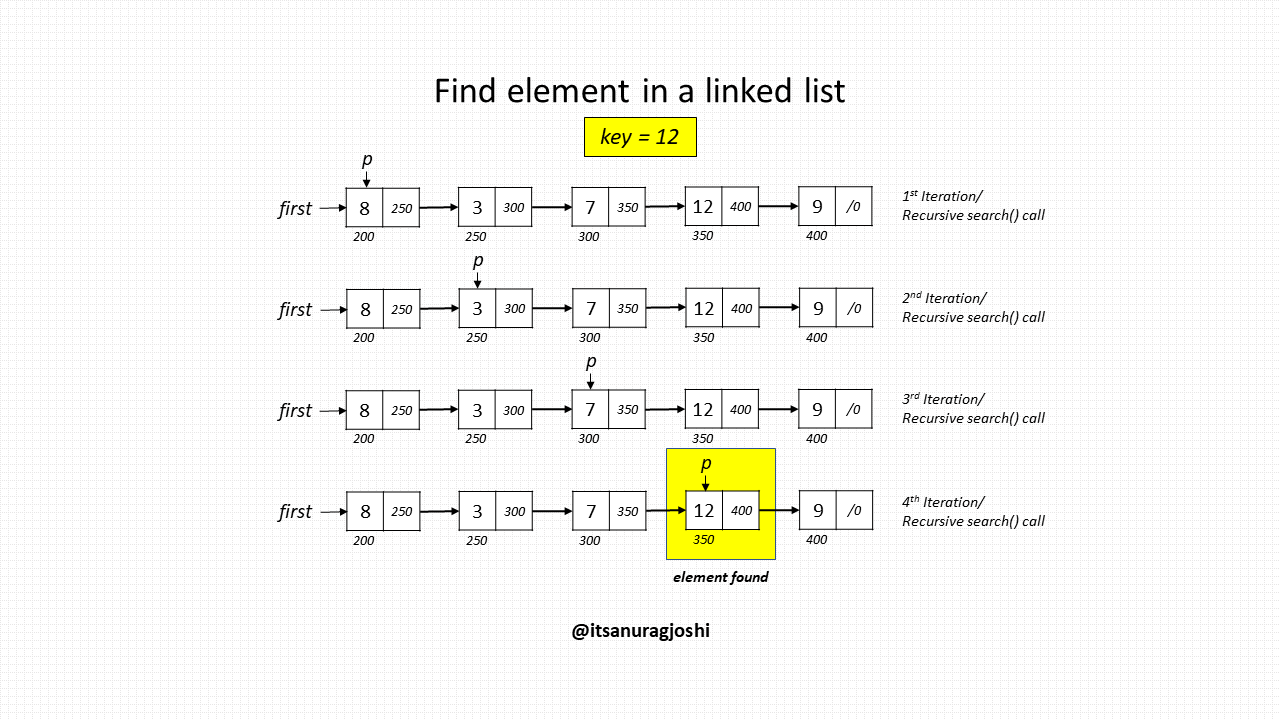 Find element in a linked list
key = 12
p
first 8 250 3 300 7 350 12 400 9 /0 1st Iteration/
Recursive search() call
200 250 300 350 400
p
first 8 250 3 300 7 350 12 400 9 /0 2nd Iteration/
Recursive search() call
200 250 300 350 400
p
first 8 250 3 300 7 350 12 400 9 /0 3rd Iteration/
Recursive search() call
200 250 300 350 400
p
first 8 250 3 300 7 350 12 400 9 /0 4th Iteration/
Recursive search() call
200 250 300 350 400
element found
@itsanuragjoshi